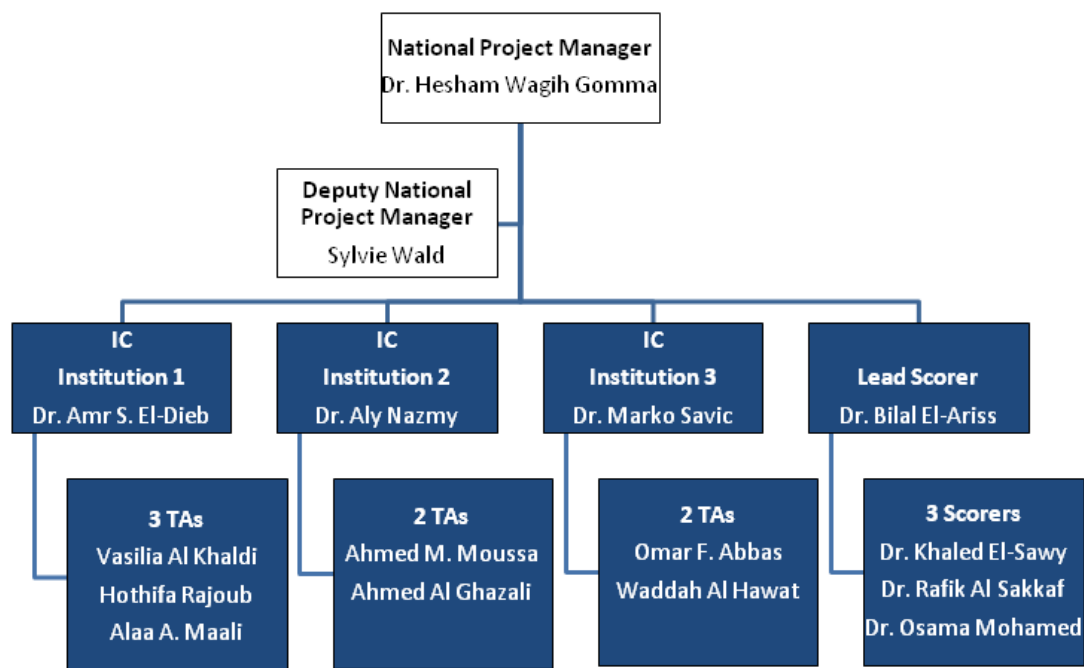 National Project Manager
Dr. Hesham Wagih Gomma
Deputy National
Project Manager
Sylvie Wald
IC
Institution 1
Dr. Amr S. El-Dieb
IC
Institution 2
Dr. Aly Nazmy
IC
Institution 3
Dr. Marko Savic
Lead Scorer
Dr. Bilal El-Ariss
3 TAs
Vasilia Al Khaldi
Hothifa Rajoub
Alaa A. Maali
2 TAs
Ahmed M. Moussa
Ahmed Al Ghazali
2 TAs
Omar F. Abbas
Waddah Al Hawat
3 Scorers
Dr. Khaled El-Sawy
Dr. Rafik Al Sakkaf
Dr. Osama Mohamed